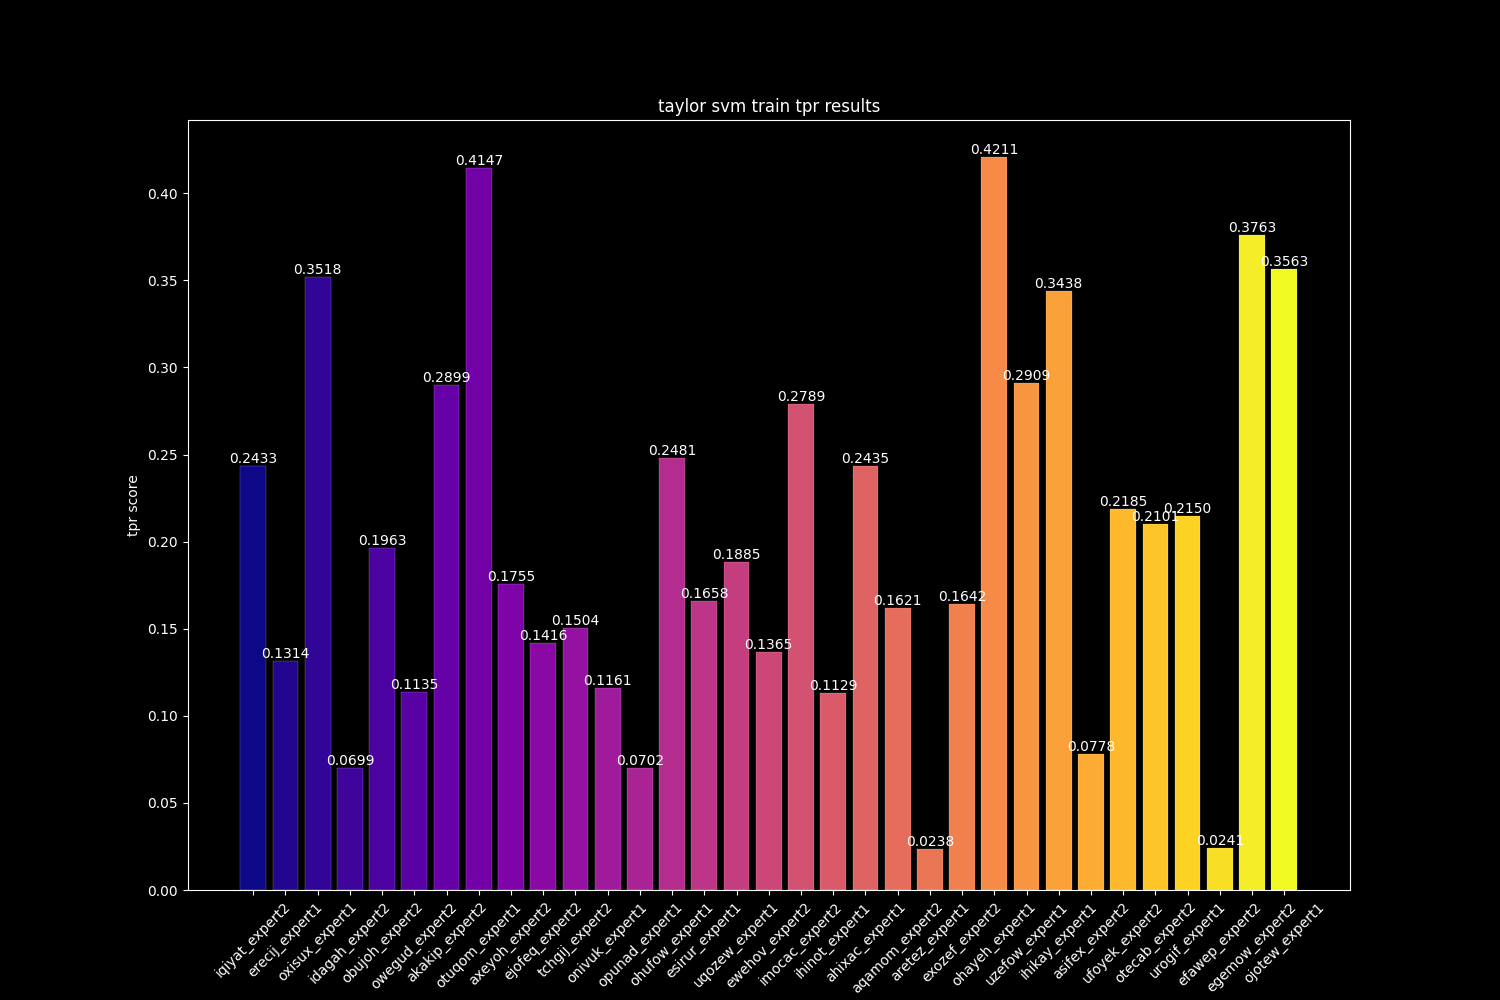 taylor svm train tpr results
tpr score
0.40
0.35
0.30
0.25
0.20
0.15
0.10
0.05
0.00
0.2433
0.1314
0.3518
0.0699
0.1963
0.1135
0.2899
0.4147
0.1755
0.1416
0.1504
0.1161
0.0702
0.2481
0.1658
0.1885
0.1365
0.2789
0.1129
0.2435
0.1621
0.0238
0.1642
0.4211
0.2909
0.3438
0.0778
0.2185
0.2101
0.2150
0.0241
0.3763
0.3563
iqjyat_expert2
erecij_expert1
oxisux_expert1
idagah_expert2
obujoh_expert2
owegud_expert2
akakip_expert2
otuqom_expert1
axeyoh_expert2
ejofeq_expert2
tchgjj_expert2
onivuk_expert1
opunad_expert1
ohufow_expert1
esirur_expert1
uqozew_expert1
ewehov_expert2
imocac_expert2
ihinot_expert1
ahixac_expert1
aqamom_expert2
aretez_expert1
exozef_expert2
ohayeh_expert1
uzefow_expert1
ihikay_expert1
asifex_expert2
ufoyek_expert2
otecab_expert2
urogif_expert1
efawep_expert2
egemow_expert2
ojotew_expert1